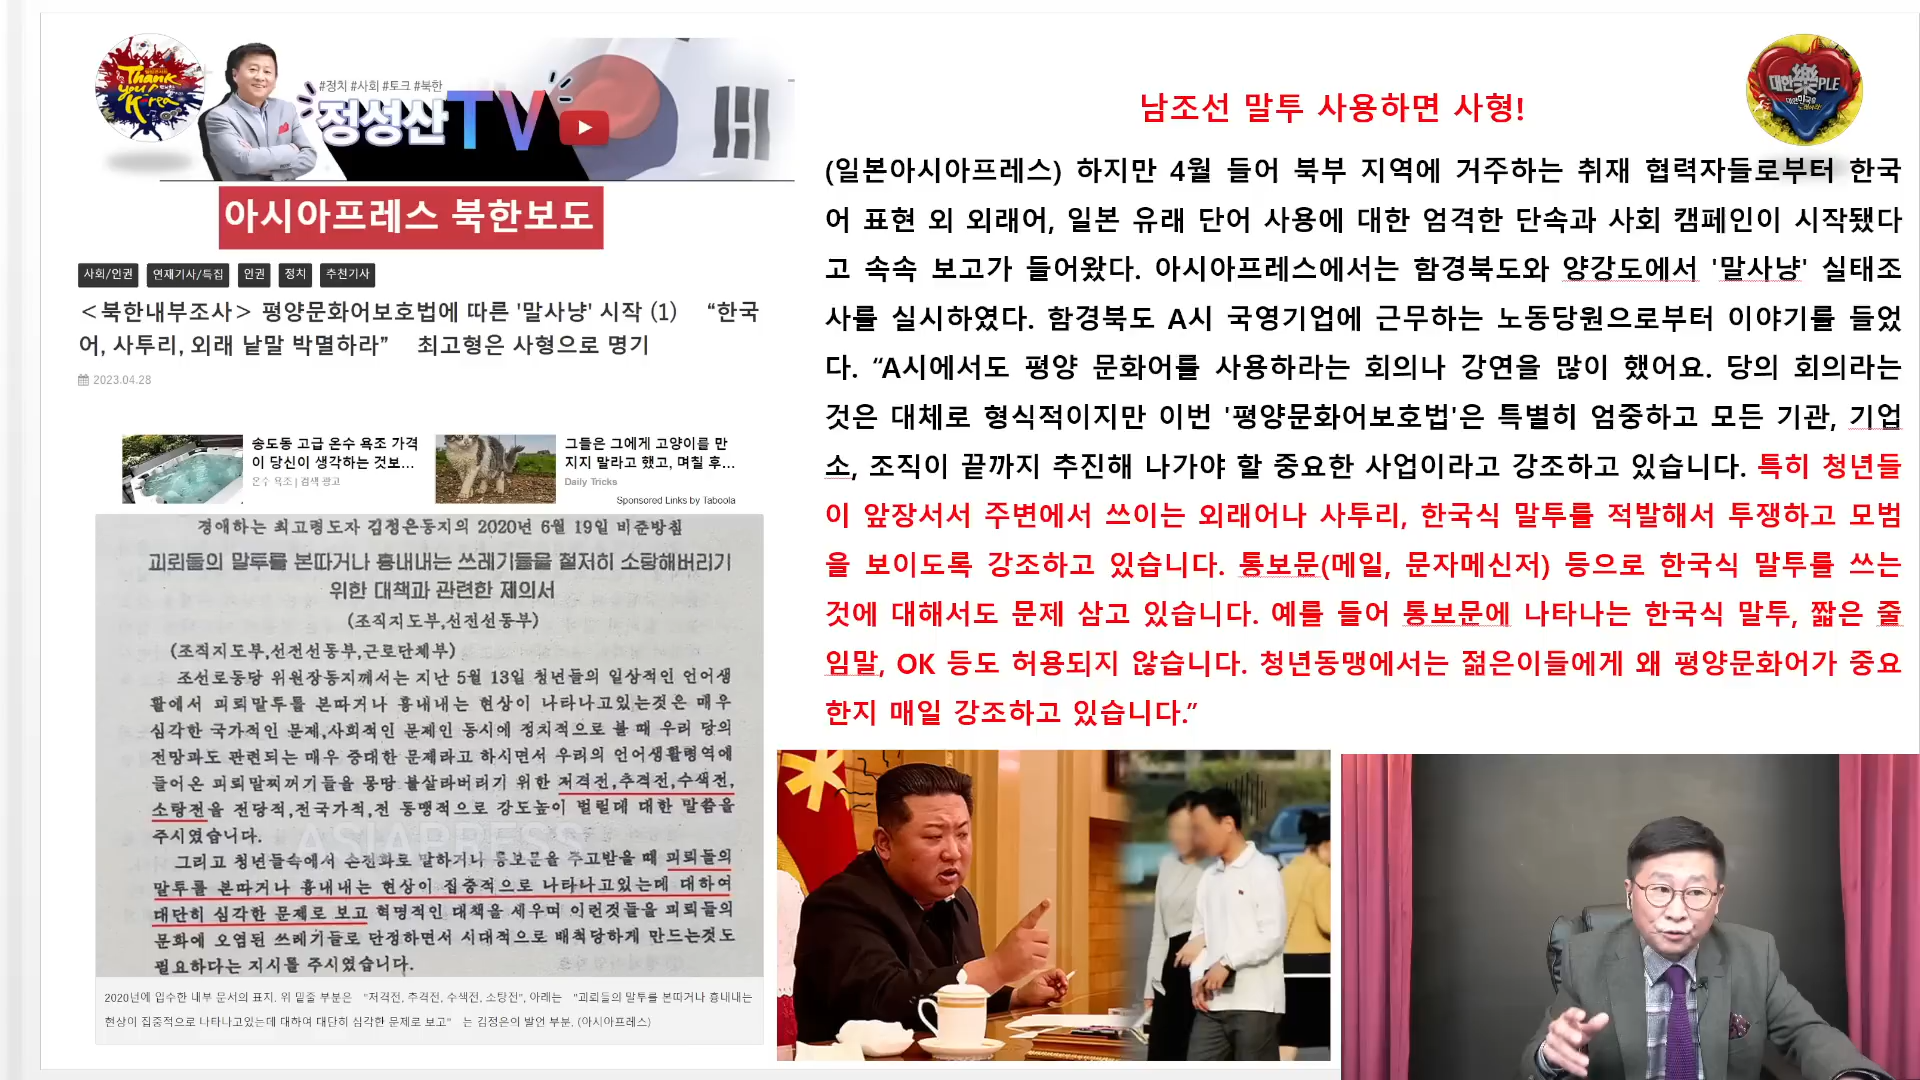 Thank
you
Korea
#정치 #사회 #토크 #북한
정성산TV
아시아프레스 북한보도
사회/인권 연재기사/특집 인권 정치 추천기사
＜북한내부조사＞ 평양문화어보호법에 따른 '말사냥' 시작 (1) “한국
어, 사투리, 외래 낱말 박멸하라” 최고형은 사형으로 명기
2023.04.28
송도동 고급 온수 욕조 가격
이 당신이 생각하는 것보...
온수 욕조 | 검색 광고
그들은 그에게 고양이를 만
지지 말라고 했고, 며칠 후...
Daily Tricks
Sponsored Links by Taboola
경애하는 최고령도자 김정은동지의 2020년 6월 19일 비준방침
괴뢰들의 말투를 본따거나 흉내내는 쓰레기들을 철저히 소탕해버리기
위한 대책과 관련한 제의서
(조직지도부,선전선동부)
(조직지도부,선전선동부,근로단체부)
조선로동당 위원장동지께서는 지난 5월 13일 청년들의 일상적인 언어생
활에서 괴뢰말투를 본따거나 흉내내는 현상이 나타나고있는것은 매우
심각한 국가적인 문제,사회적인 문제인 동시에 정치적으로 볼 때 우리 당의
전망과도 관련되는 매우 중대한 문제라고 하시면서 우리의 언어생활령역에
들어온 괴뢰말찌꺼기들을 몽땅 불살라버리기 위한 저격전,추격전,수색전,
소탕전을 전당적,전국가적,전 동맹적으로 강도높이 벌릴데 대한 말씀을
주시였습니다.
그리고 청년들속에서 손전화로 말하거나 통보문을 주고받을 때 괴뢰들의
말투를 본따거나 흉내내는 현상이 집중적으로 나타나고있는데 대하여
대단히 심각한 문제로 보고 혁명적인 대책을 세우며 이런것들을 괴뢰들의
문화에 오염된 쓰레기들로 단정하면서 시대적으로 배척당하게 만드는것도
필요하다는 지시를 주시였습니다.
ASIAPRESS
2020년에 입수한 내부 문서의 표지. 위 밑줄 부분은 "저격전, 추격전, 수색전, 소탕전", 아래는 "괴뢰들의 말투를 본따거나 흉내내는
현상이 집중적으로 나타나고있는데 대하여 대단히 심각한 문제로 보고" 는 김정은의 발언 부분. (아시아프레스)
남조선 말투 사용하면 사형!
대한樂PLE
(일본아시아프레스) 하지만 4월 들어 북부 지역에 거주하는 취재 협력자들로부터 한국
어 표현 외 외래어, 일본 유래 단어 사용에 대한 엄격한 단속과 사회 캠페인이 시작됐다
고 속속 보고가 들어왔다. 아시아프레스에서는 함경북도와 양강도에서 '말사냥' 실태조
사를 실시하였다. 함경북도 A시 국영기업에 근무하는 노동당원으로부터 이야기를 들었
다. “A시에서도 평양 문화어를 사용하라는 회의나 강연을 많이 했어요. 당의 회의라는
것은 대체로 형식적이지만 이번 '평양문화어보호법'은 특별히 엄중하고 모든 기관, 기업
소, 조직이 끝까지 추진해 나가야 할 중요한 사업이라고 강조하고 있습니다. 특히 청년들
이 앞장서서 주변에서 쓰이는 외래어나 사투리, 한국식 말투를 적발해서 투쟁하고 모범
을 보이도록 강조하고 있습니다. 통보문(메일, 문자메신저) 등으로 한국식 말투를 쓰는
것에 대해서도 문제 삼고 있습니다. 예를 들어 통보문에 나타나는 한국식 말투, 짧은 줄
임말, OK 등도 허용되지 않습니다. 청년동맹에서는 젊은이들에게 왜 평양문화어가 중요
한지 매일 강조하고 있습니다.”